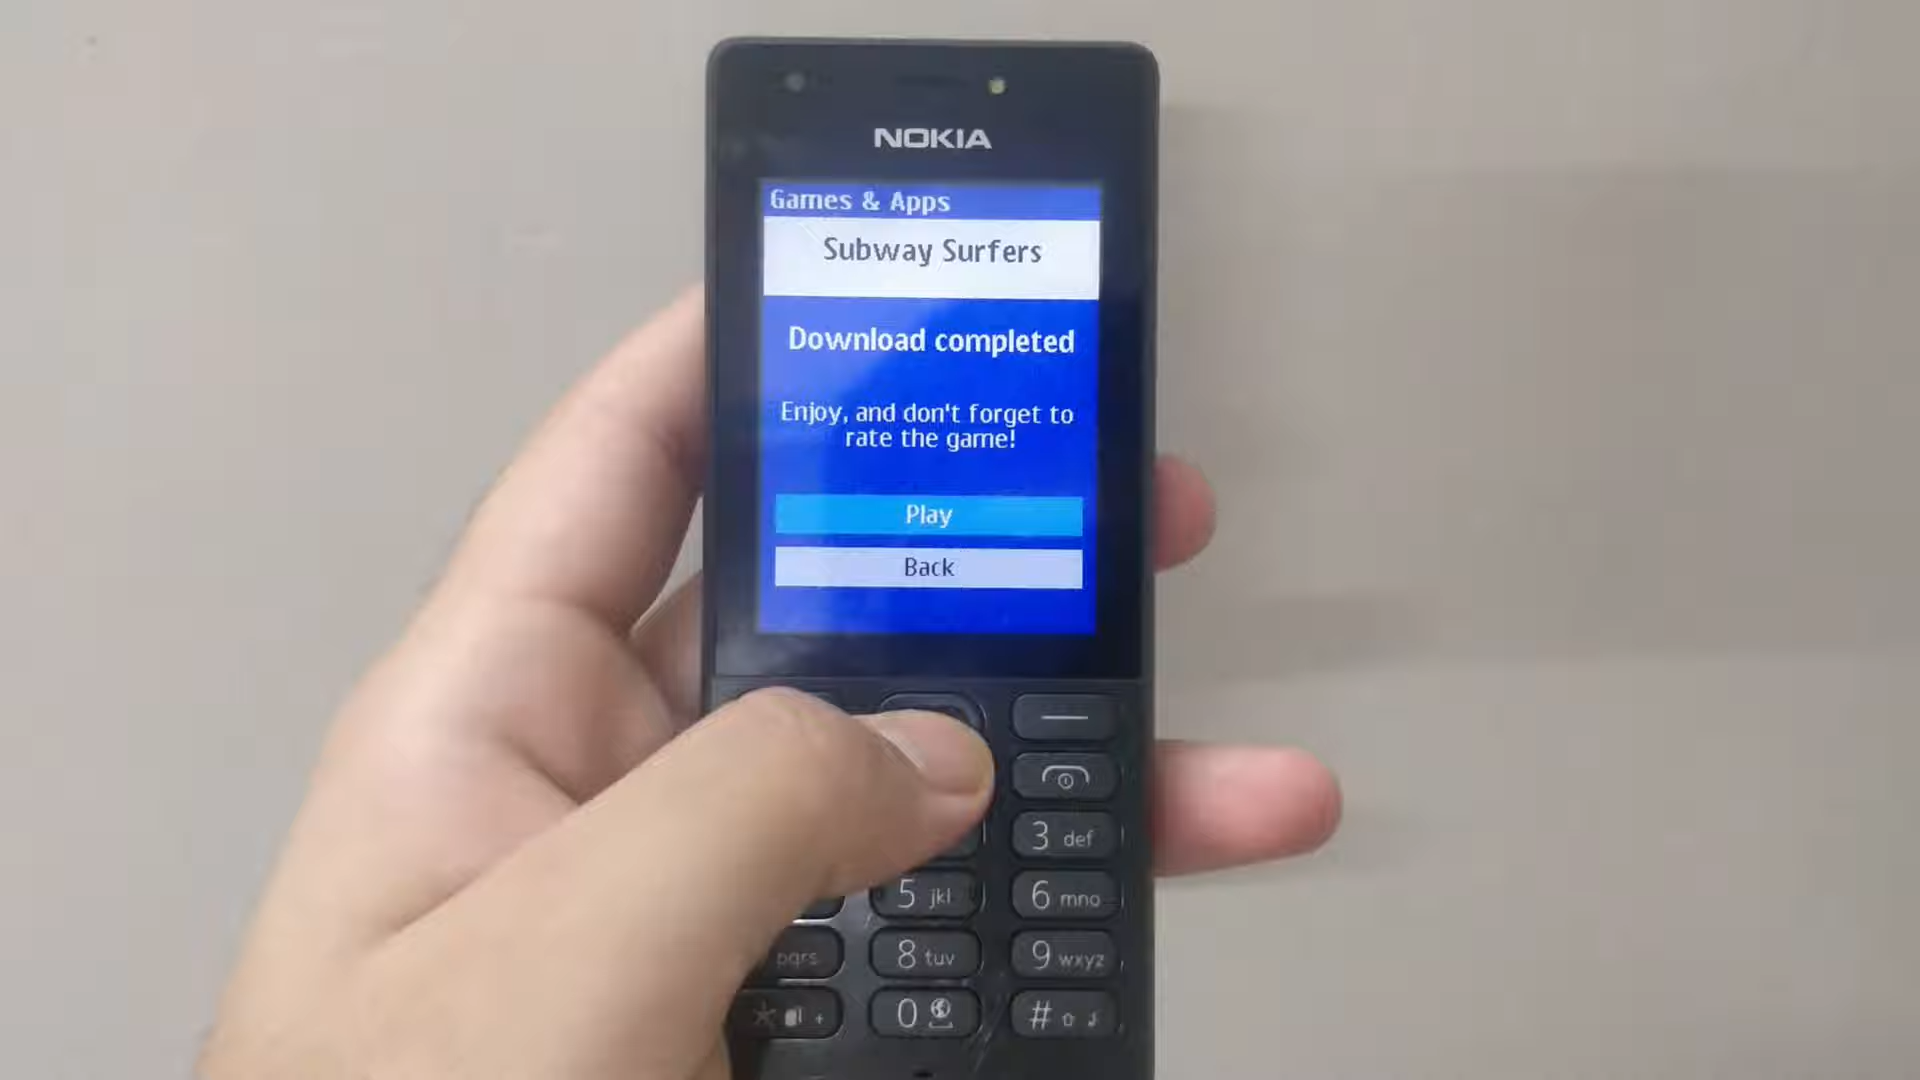 NOKIA
Games & Apps
Subway Surfers
Download completed
Enjoy, and don't forget to
rate the game!
Play
Back
3 def
5 jkl
6 mno
pqrs
8 tuv
9 wxyz
* +
0
#